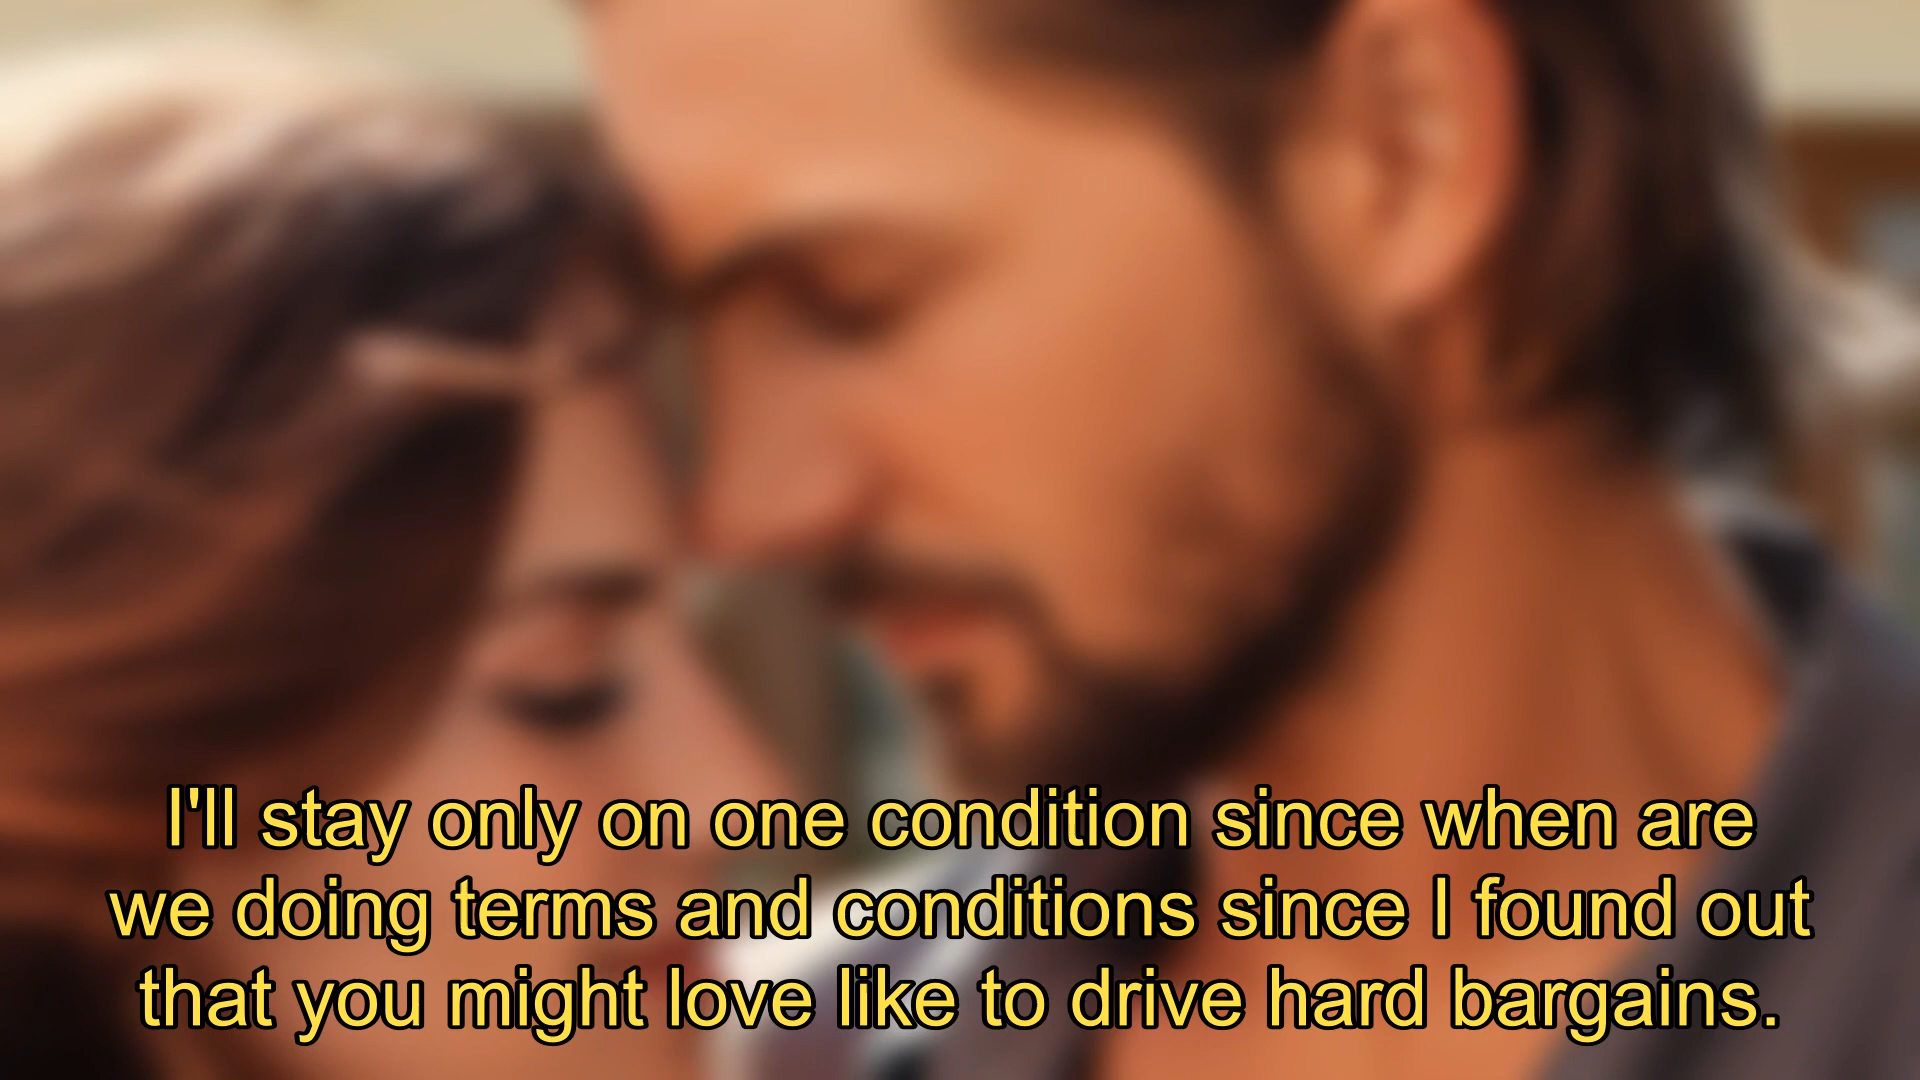 I'll stay only on one condition since when are
we doing terms and conditions since I found out
that you might love like to drive hard bargains.